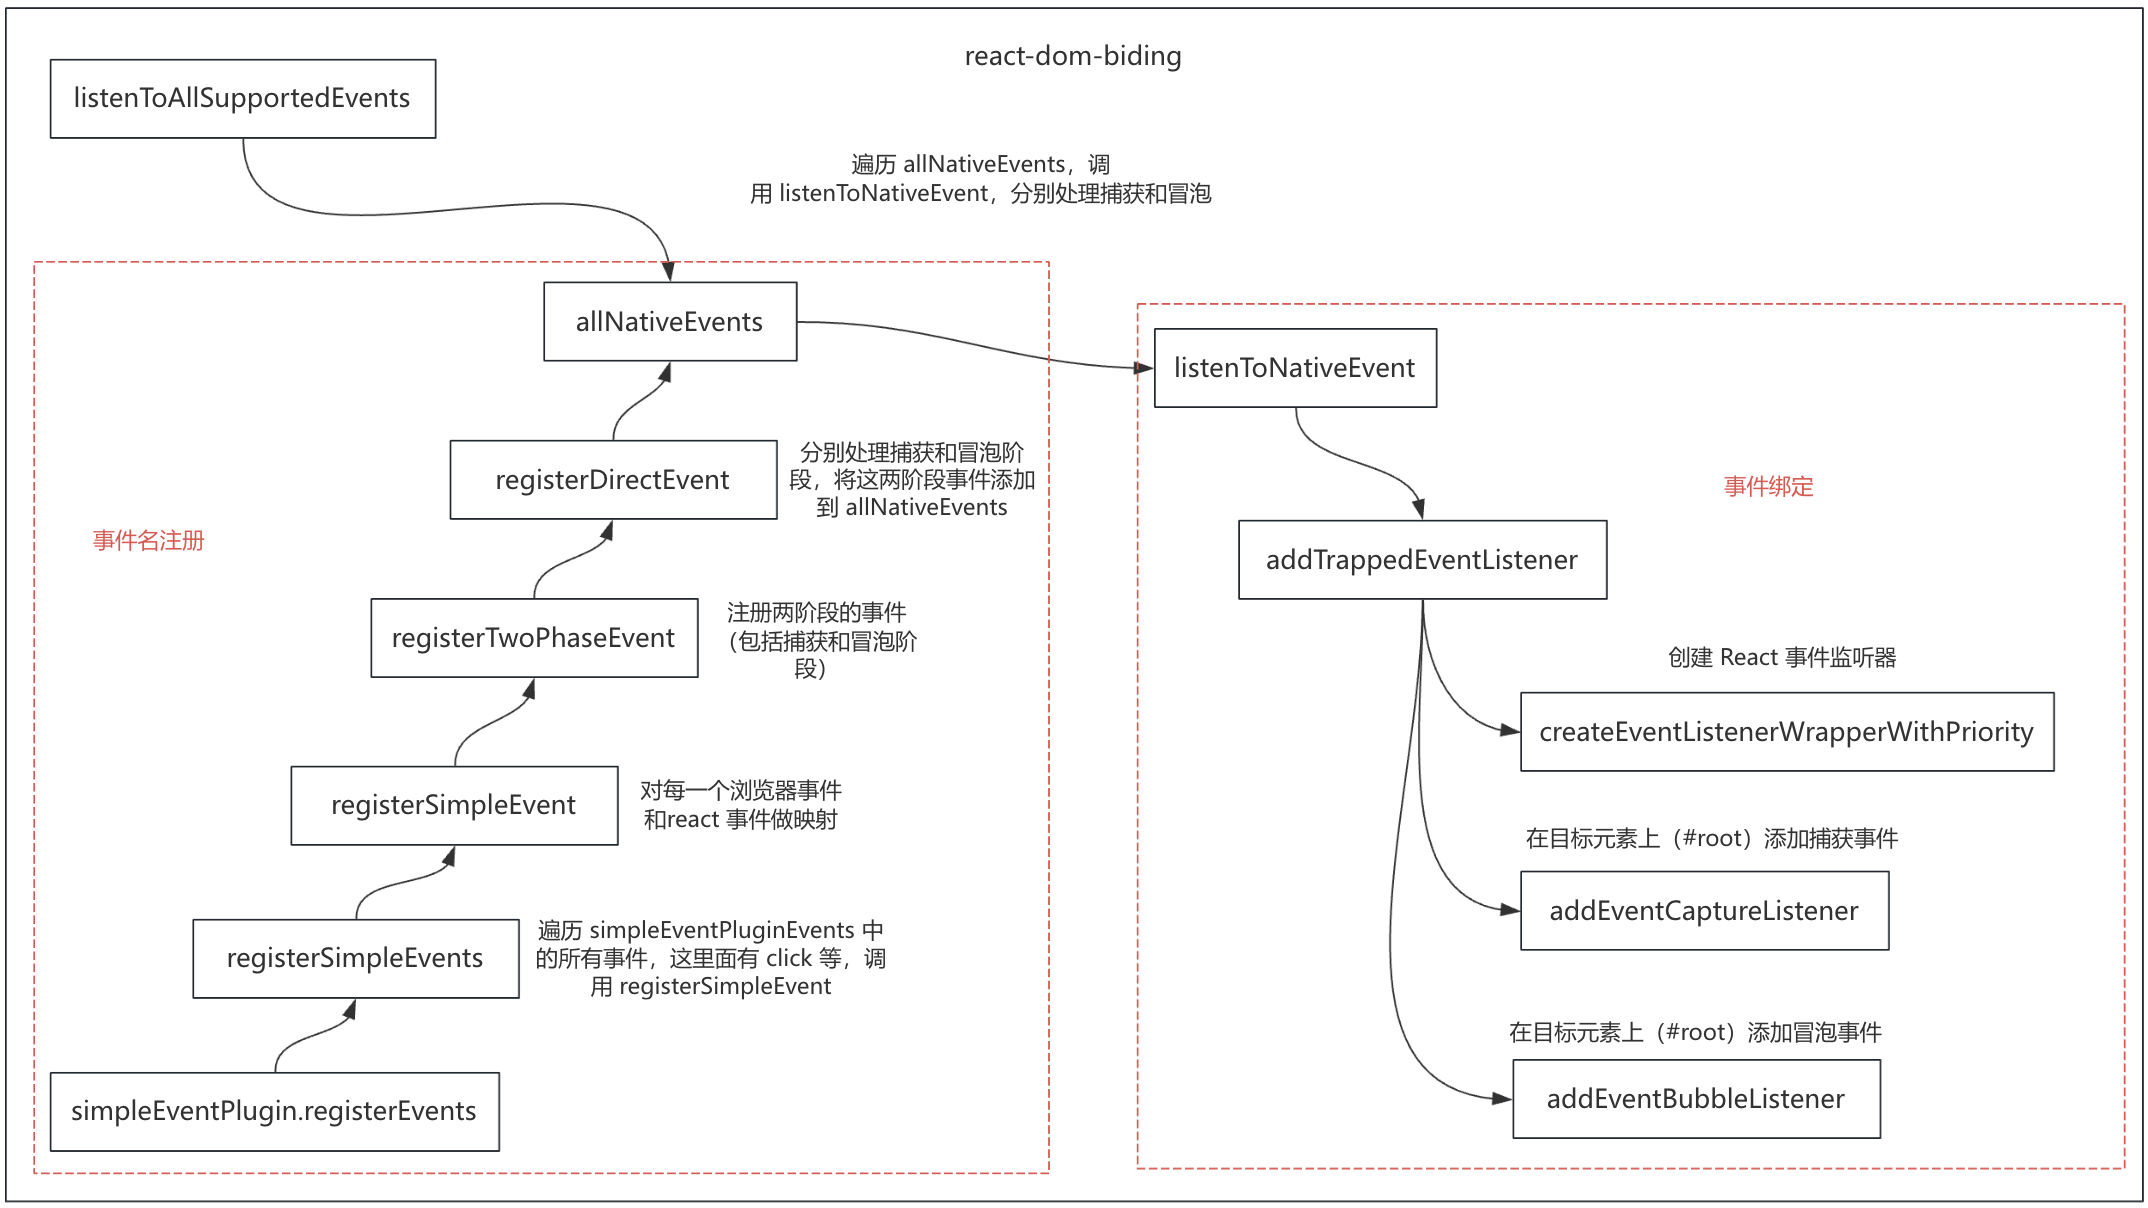 react-dom-biding
listenToAllSupportedEvents
遍历 allNativeEvents，调
用 listenToNativeEvent，分别处理捕获和冒泡
allNativeEvents
registerDirectEvent
分别处理捕获和冒泡阶
段，将这两阶段事件添加
到 allNativeEvents
事件名注册
registerTwoPhaseEvent
注册两阶段的事件
（包括捕获和冒泡阶
段）
registerSimpleEvent
对每一个浏览器事件
和react 事件做映射
registerSimpleEvents
遍历 simpleEventPluginEvents 中
的所有事件，这里面有 click 等，调
用 registerSimpleEvent
simpleEventPlugin.registerEvents
listenToNativeEvent
事件绑定
addTrappedEventListener
创建 React 事件监听器
createEventListenerWrapperWithPriority
在目标元素上（#root）添加捕获事件
addEventCaptureListener
在目标元素上（#root）添加冒泡事件
addEventBubbleListener